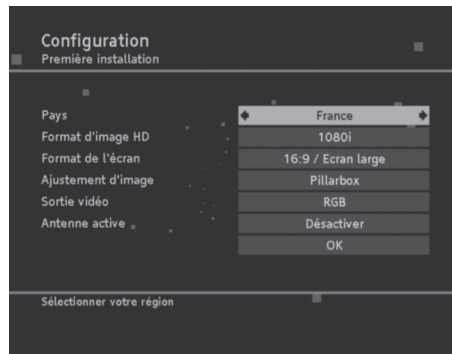 Configuration
Première installation
Pays France
Format d'image HD 1080i
Format de l'écran 16:9 / Ecran large
Ajustement d'image Pillarbox
Sortie vidéo RGB
Antenne active Désactiver
OK
Sélectionner votre région